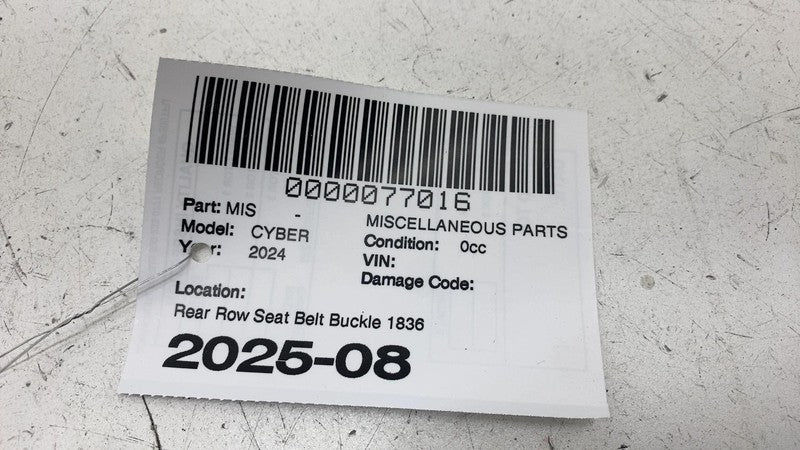 0000077016
Part: MIS - MISCELLANEOUS PARTS
Model: CYBER Condition: 0cc
Year: 2024 VIN:
Damage Code:
Location:
Rear Row Seat Belt Buckle 1836
2025-08